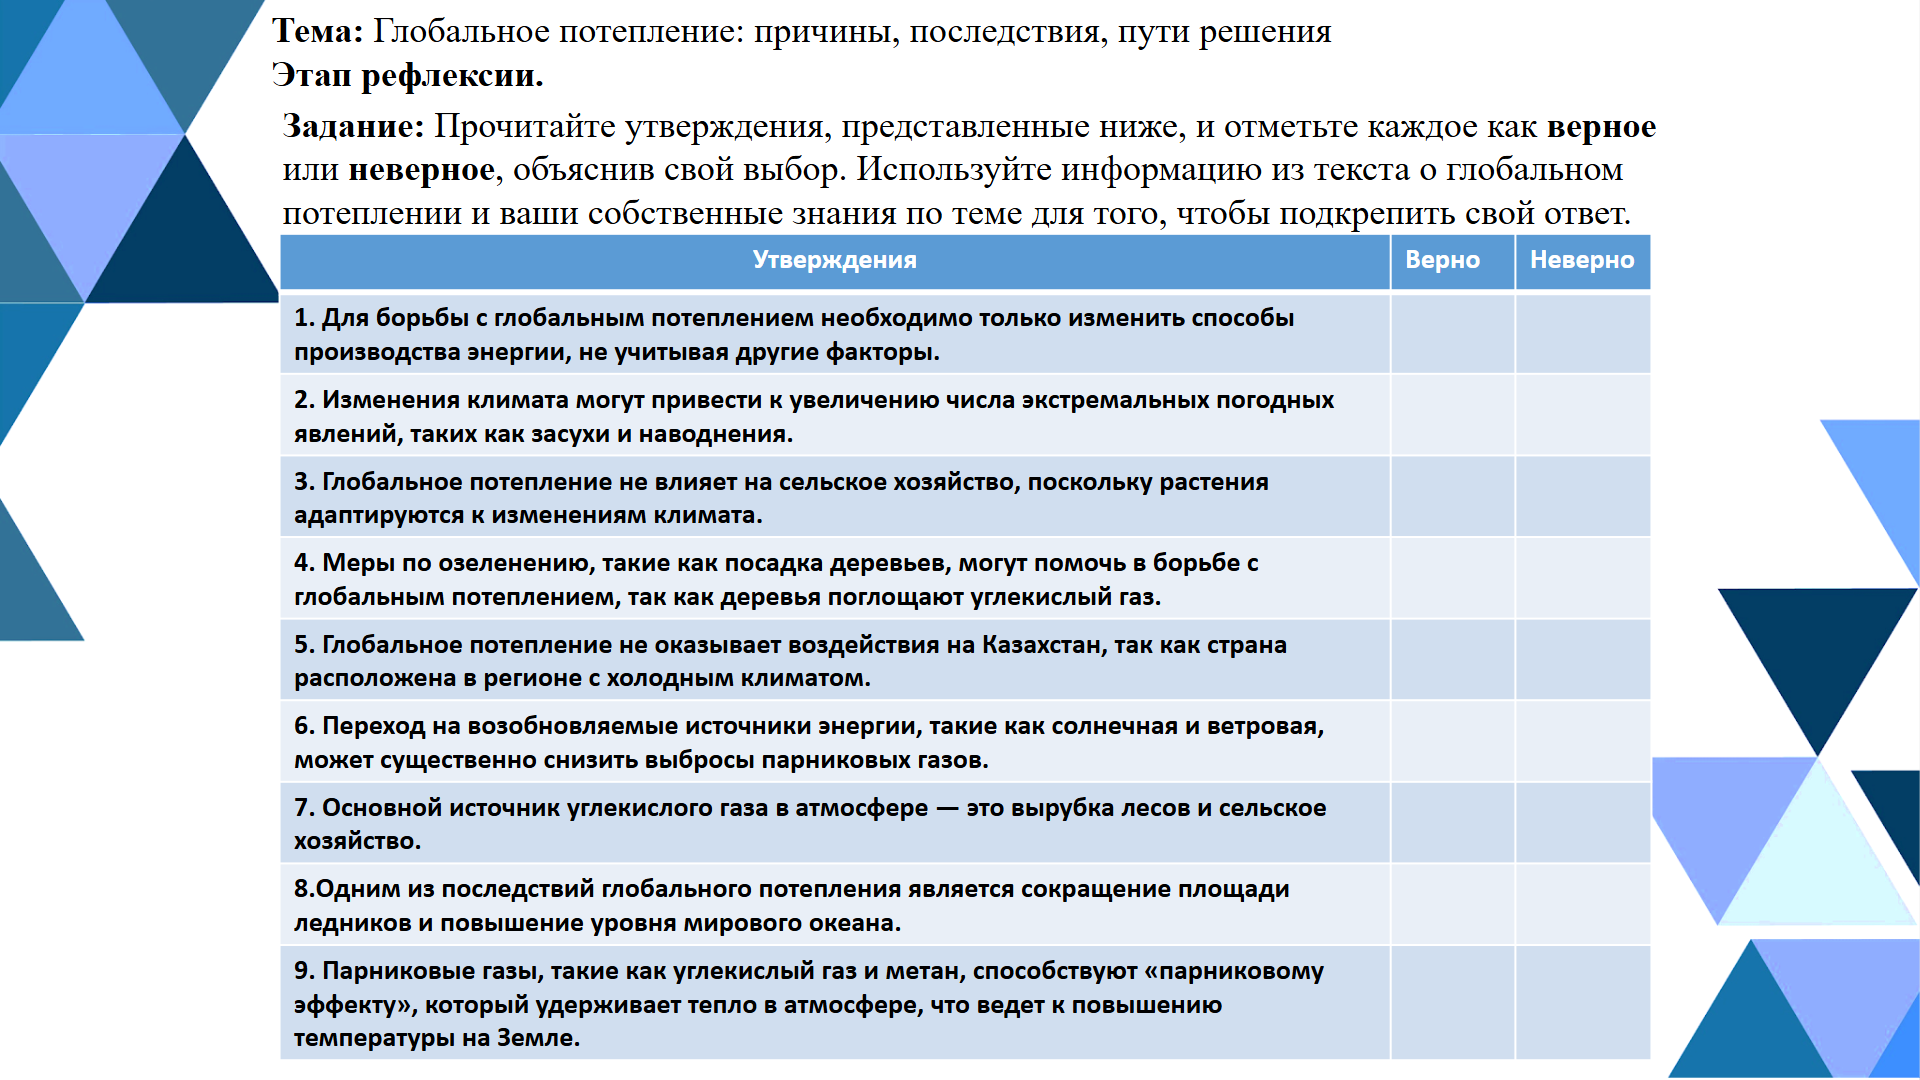 Тема: Глобальное потепление: причины, последствия, пути решения
Этап рефлексии.
Задание: Прочитайте утверждения, представленные ниже, и отметьте каждое как верное
или неверное, объяснив свой выбор. Используйте информацию из текста о глобальном
потеплении и ваши собственные знания по теме для того, чтобы подкрепить свой ответ.
Утверждения Верно Неверно
1. Для борьбы с глобальным потеплением необходимо только изменить способы
производства энергии, не учитывая другие факторы.
2. Изменения климата могут привести к увеличению числа экстремальных погодных
явлений, таких как засухи и наводнения.
3. Глобальное потепление не влияет на сельское хозяйство, поскольку растения
адаптируются к изменениям климата.
4. Меры по озеленению, такие как посадка деревьев, могут помочь в борьбе с
глобальным потеплением, так как деревья поглощают углекислый газ.
5. Глобальное потепление не оказывает воздействия на Казахстан, так как страна
расположена в регионе с холодным климатом.
6. Переход на возобновляемые источники энергии, такие как солнечная и ветровая,
может существенно снизить выбросы парниковых газов.
7. Основной источник углекислого газа в атмосфере — это вырубка лесов и сельское
хозяйство.
8.Одним из последствий глобального потепления является сокращение площади
ледников и повышение уровня мирового океана.
9. Парниковые газы, такие как углекислый газ и метан, способствуют «парниковому
эффекту», который удерживает тепло в атмосфере, что ведет к повышению
температуры на Земле.